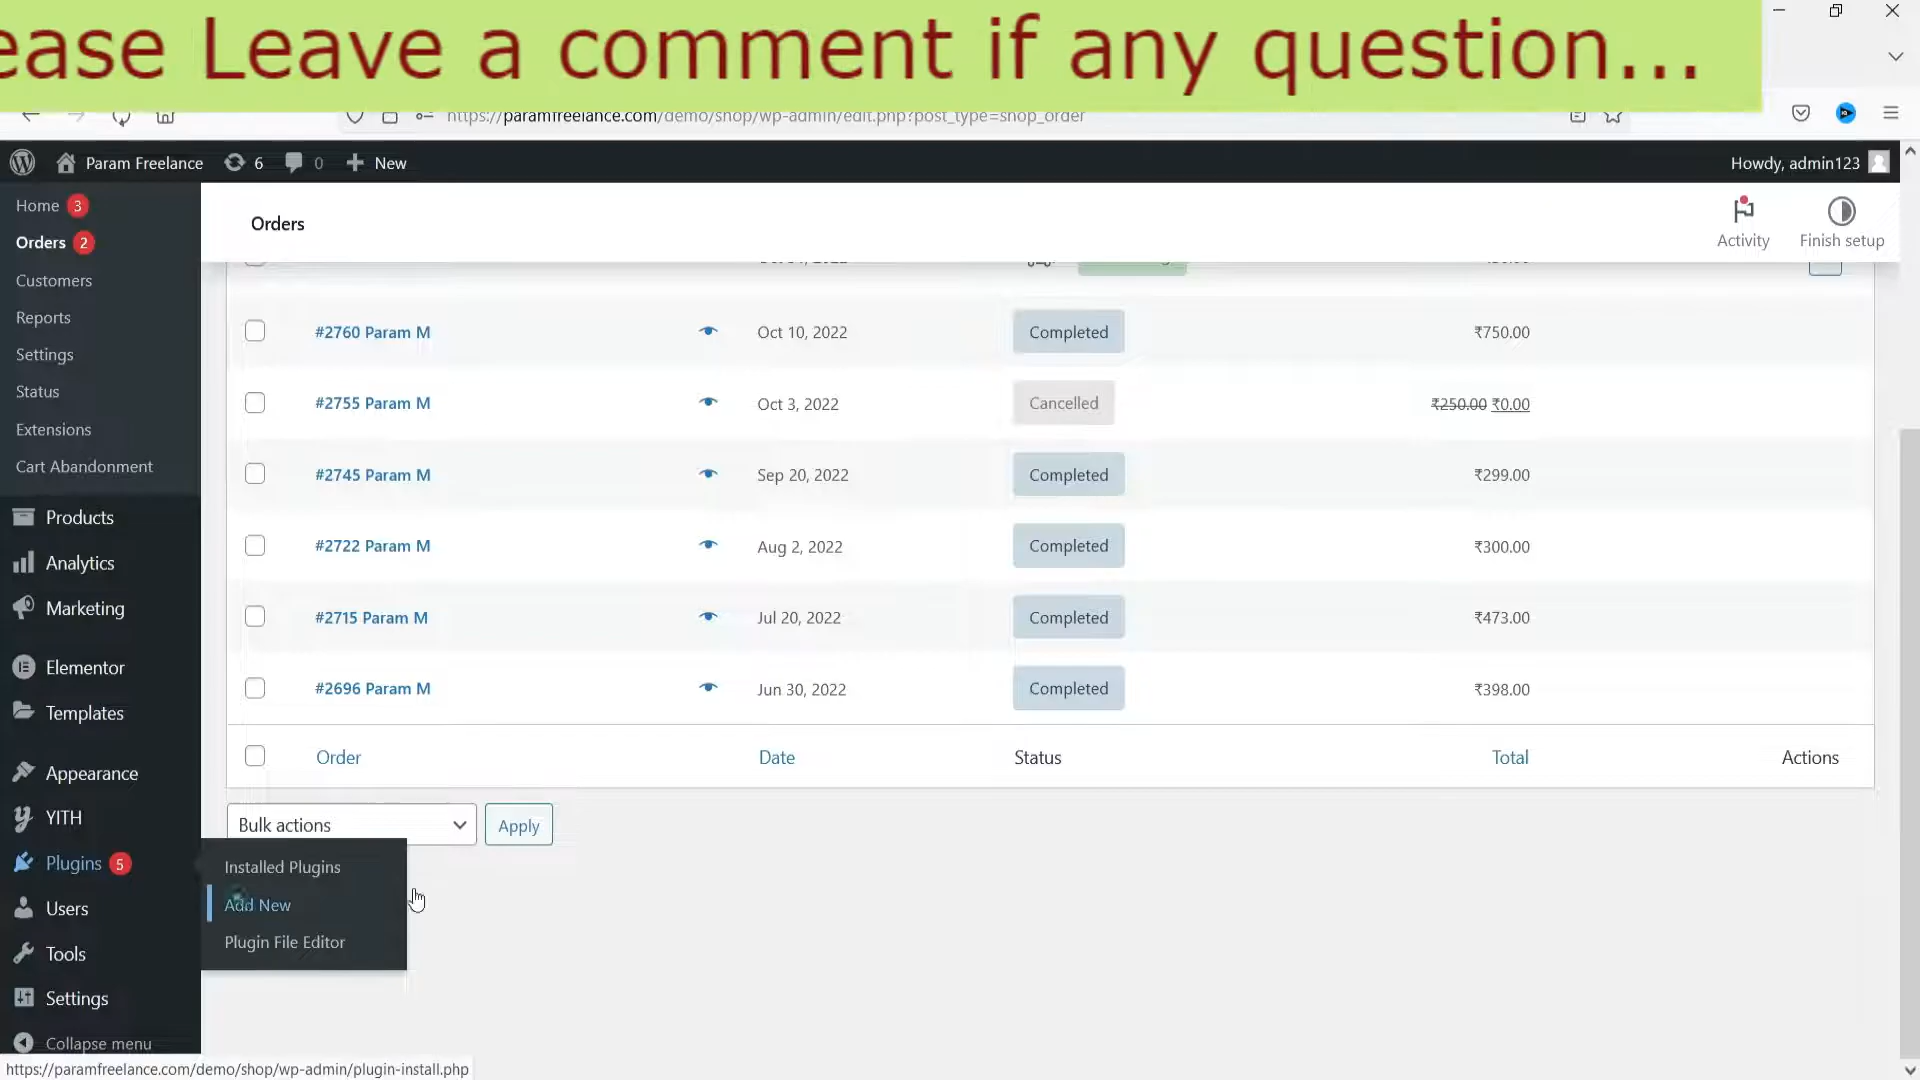 ease Leave a comment if any question...
https://paramfreelance.com/demo/shop/wp-admin/edit.php?post_type=shop_order
Param Freelance 6 0 New Howdy, admin123
Home 3
Orders 2
Customers
Reports
Settings
Status
Extensions
Cart Abandonment
Products
Analytics
Marketing
Elementor
Templates
Appearance
YITH
Plugins 5
Users
Tools
Settings
Collapse menu
Orders
Activity
Finish setup
#2760 Param M Oct 10, 2022 Completed ₹750.00
#2755 Param M Oct 3, 2022 Cancelled ₹250.00 ₹0.00
#2745 Param M Sep 20, 2022 Completed ₹299.00
#2722 Param M Aug 2, 2022 Completed ₹300.00
#2715 Param M Jul 20, 2022 Completed ₹473.00
#2696 Param M Jun 30, 2022 Completed ₹398.00
Order Date Status Total Actions
Bulk actions Apply
Installed Plugins
Add New
Plugin File Editor
https://paramfreelance.com/demo/shop/wp-admin/plugin-install.php